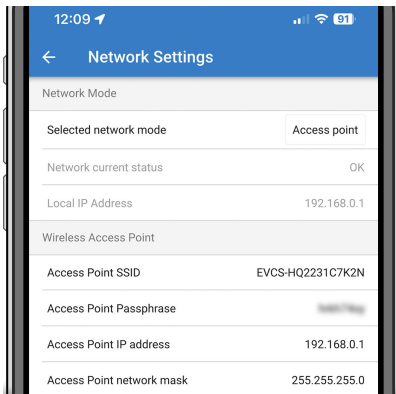 12:09
91
Network Settings
Network Mode
Selected network mode Access point
Network current status OK
Local IP Address 192.168.0.1
Wireless Access Point
Access Point SSID EVCS-HQ2231C7K2N
Access Point Passphrase
Access Point IP address 192.168.0.1
Access Point network mask 255.255.255.0